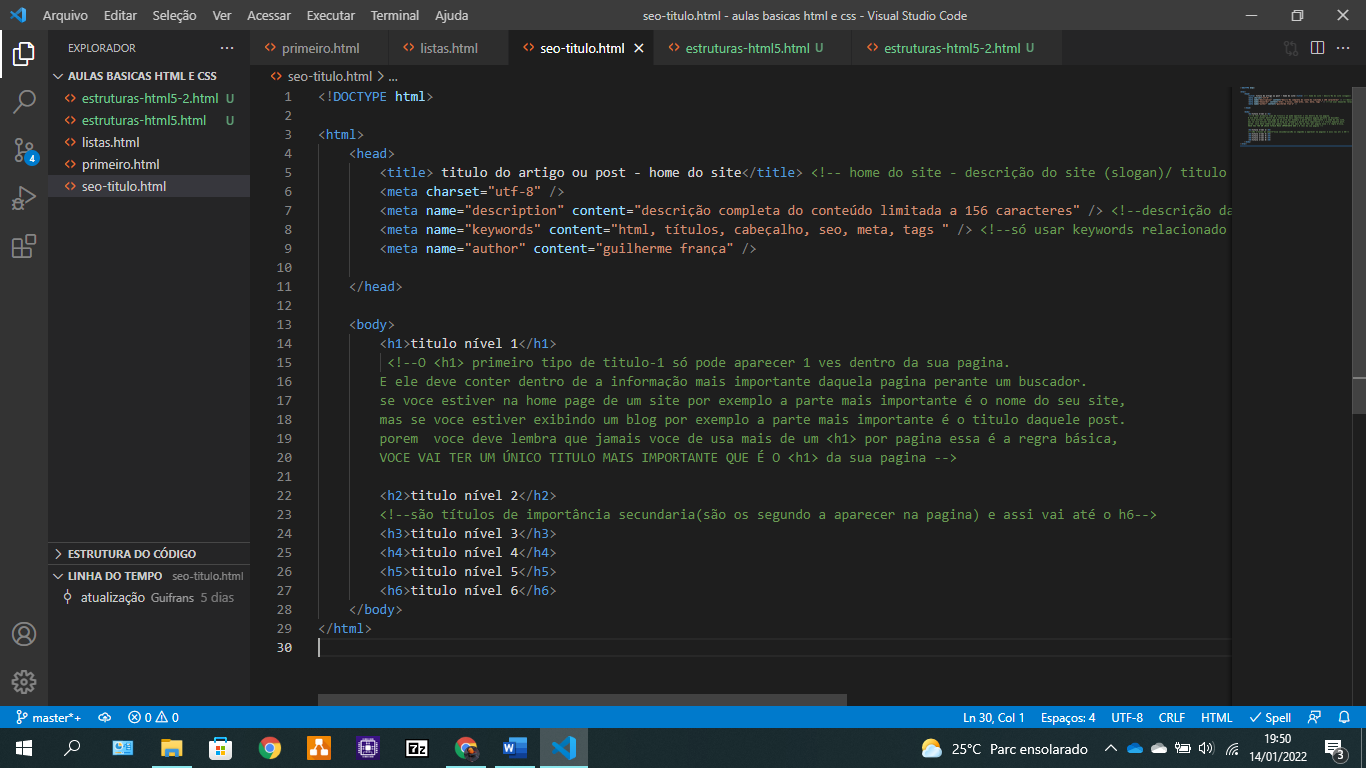 Arquivo Editar Seleção Ver Acessar Executar Terminal Ajuda seo-titulo.html - aulas basicas html e css - Visual Studio Code
EXPLORADOR ···
AULAS BASICAS HTML E CSS
estruturas-html5-2.html U
estruturas-html5.html U
listas.html
primeiro.html
seo-titulo.html
ESTRUTURA DO CÓDIGO
LINHA DO TEMPO seo-titulo.html
atualização Guifrans 5 dias
4
primeiro.html listas.html seo-titulo.html estruturas-html5.html U estruturas-html5-2.html U ···
seo-titulo.html > ...
1 <!DOCTYPE html>
2
3 <html>
4 <head>
5 <title> titulo do artigo ou post - home do site</title> <!-- home do site - descrição do site (slogan)/ titulo
6 <meta charset="utf-8" />
7 <meta name="description" content="descrição completa do conteúdo limitada a 156 caracteres" /> <!--descrição da
8 <meta name="keywords" content="html, títulos, cabeçalho, seo, meta, tags " /> <!--só usar keywords relacionado
9 <meta name="author" content="guilherme frança" />
10
11 </head>
12
13 <body>
14 <h1>titulo nível 1</h1>
15 <!--O <h1> primeiro tipo de titulo-1 só pode aparecer 1 ves dentro da sua pagina.
16 E ele deve conter dentro de a informação mais importante daquela pagina perante um buscador.
17 se voce estiver na home page de um site por exemplo a parte mais importante é o nome do seu site,
18 mas se voce estiver exibindo um blog por exemplo a parte mais importante é o titulo daquele post.
19 porem  voce deve lembra que jamais voce de usa mais de um <h1> por pagina essa é a regra básica,
20 VOCE VAI TER UM ÚNICO TITULO MAIS IMPORTANTE QUE É O <h1> da sua pagina -->
21
22 <h2>titulo nível 2</h2>
23 <!--são títulos de importância secundaria(são os segundo a aparecer na pagina) e assi vai até o h6-->
24 <h3>titulo nível 3</h3>
25 <h4>titulo nível 4</h4>
26 <h5>titulo nível 5</h5>
27 <h6>titulo nível 6</h6>
28 </body>
29 </html>
30
master*+ 0 0 Ln 30, Col 1 Espaços: 4 UTF-8 CRLF HTML Spell
7z W 25°C Parc ensolarado 19:50
14/01/2022 3